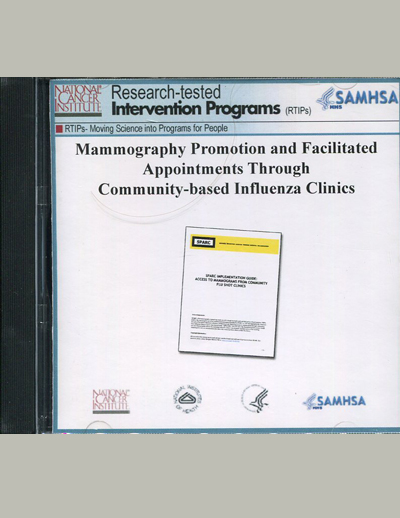 NATIONAL
CANCER
INSTITUTE
Research-tested
Intervention Programs (RTIPs)
SAMHSA
HHS
RTIPs- Moving Science into Programs for People
Mammography Promotion and Facilitated
Appointments Through
Community-based Influenza Clinics
SPARC
SPARC IMPLEMENTATION GUIDE:
ACCESS TO MAMMOGRAMS FROM COMMUNITY
FLU SHOT CLINICS
NATIONAL
CANCER
INSTITUTE
NATIONAL INSTITUTES
OF HEALTH
SAMHSA
HHS